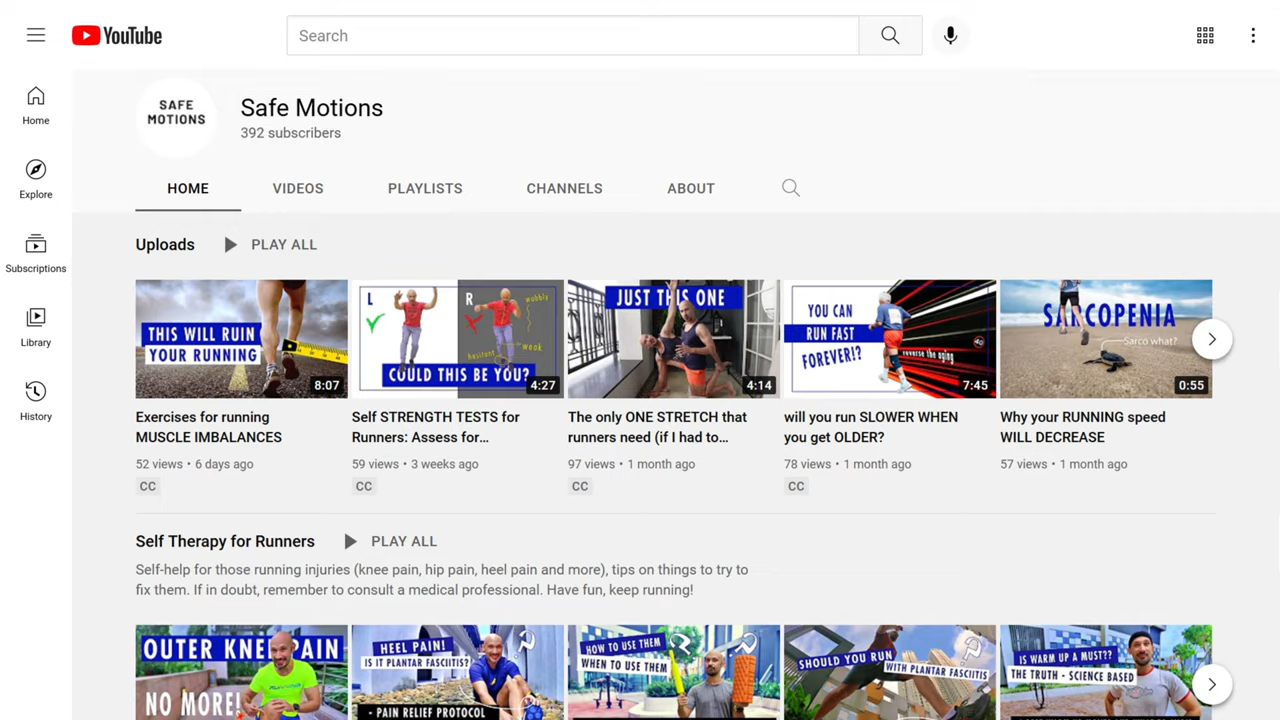 YouTube
Search
Home
Explore
Subscriptions
Library
History
SAFE
MOTIONS
Safe Motions
392 subscribers
HOME VIDEOS PLAYLISTS CHANNELS ABOUT
Uploads PLAY ALL
THIS WILL RUIN
YOUR RUNNING
8:07
Exercises for running
MUSCLE IMBALANCES
52 views • 6 days ago
CC
L R
wobbly
hesitant
weak
COULD THIS BE YOU?
4:27
Self STRENGTH TESTS for
Runners: Assess for...
59 views • 3 weeks ago
CC
JUST THIS ONE
4:14
The only ONE STRETCH that
runners need (if I had to...
97 views • 1 month ago
CC
YOU CAN
RUN FAST
FOREVER!?
reverse the aging
40
7:45
will you run SLOWER WHEN
you get OLDER?
78 views • 1 month ago
CC
SARCOPENIA
Sarco what?
0:55
Why your RUNNING speed
WILL DECREASE
57 views • 1 month ago
Self Therapy for Runners PLAY ALL
Self-help for those running injuries (knee pain, hip pain, heel pain and more), tips on things to try to
fix them. If in doubt, remember to consult a medical professional. Have fun, keep running!
OUTER KNEE PAIN
NO MORE!
HEEL PAIN!
IS IT PLANTAR FASCIITIS?
- PAIN RELIEF PROTOCOL
HOW TO USE THEM
WHEN TO USE THEM
SHOULD YOU RUN
WITH PLANTAR FASCIITIS
IS WARM UP A MUST??
THE TRUTH - SCIENCE BASED